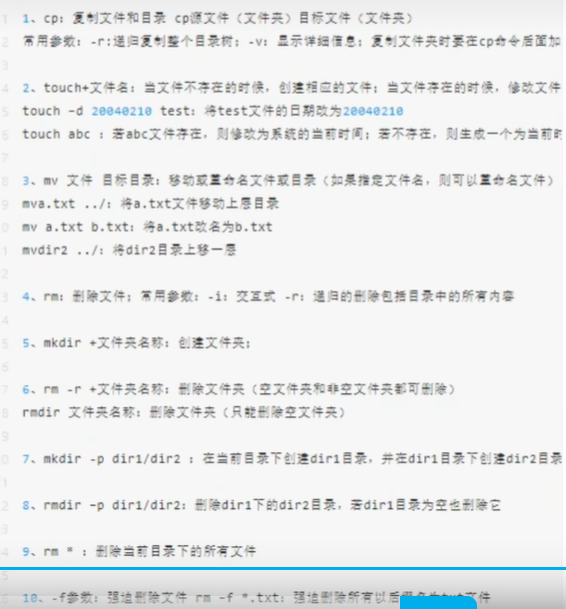 1、cp: 复制文件和目录 cp源文件（文件夹）目标文件（文件夹）
常用参数: -r:递归复制整个目录树; -v: 显示详细信息; 复制文件夹时要在cp命令后面加
4、touch+文件名: 当文件不存在的时候, 创建相应的文件; 当文件存在的时候, 修改文件
touch -d 20040210 test: 将test文件的日期改为20040210
touch abc : 若abc文件存在, 则修改为系统的当前时间; 若不存在, 则生成一个为当前时
3、mv 文件 目标目录: 移动或重命名文件或目录（如果指定文件名, 则可以重命名文件）
mva.txt ../: 将a.txt文件移动上层目录
mv a.txt b.txt: 将a.txt改名为b.txt
mvdir2 ../: 将dir2目录上移一层
4、rm: 删除文件; 常用参数: -i: 交互式 -r: 递归的删除包括目录中的所有内容
5、mkdir +文件夹名称: 创建文件夹;
6、rm -r +文件夹名称: 删除文件夹（空文件夹和非空文件夹都可删除）
rmdir 文件夹名称: 删除文件夹（只能删除空文件夹）
7、mkdir -p dir1/dir2 : 在当前目录下创建dir1目录, 并在dir1目录下创建dir2目录
8、rmdir -p dir1/dir2: 删除dir1下的dir2目录, 若dir1目录为空也删除它
9、rm * : 删除当前目录下的所有文件
10、-f参数: 强迫删除文件 rm -f *.txt: 强迫删除所有以后缀名为txt文件